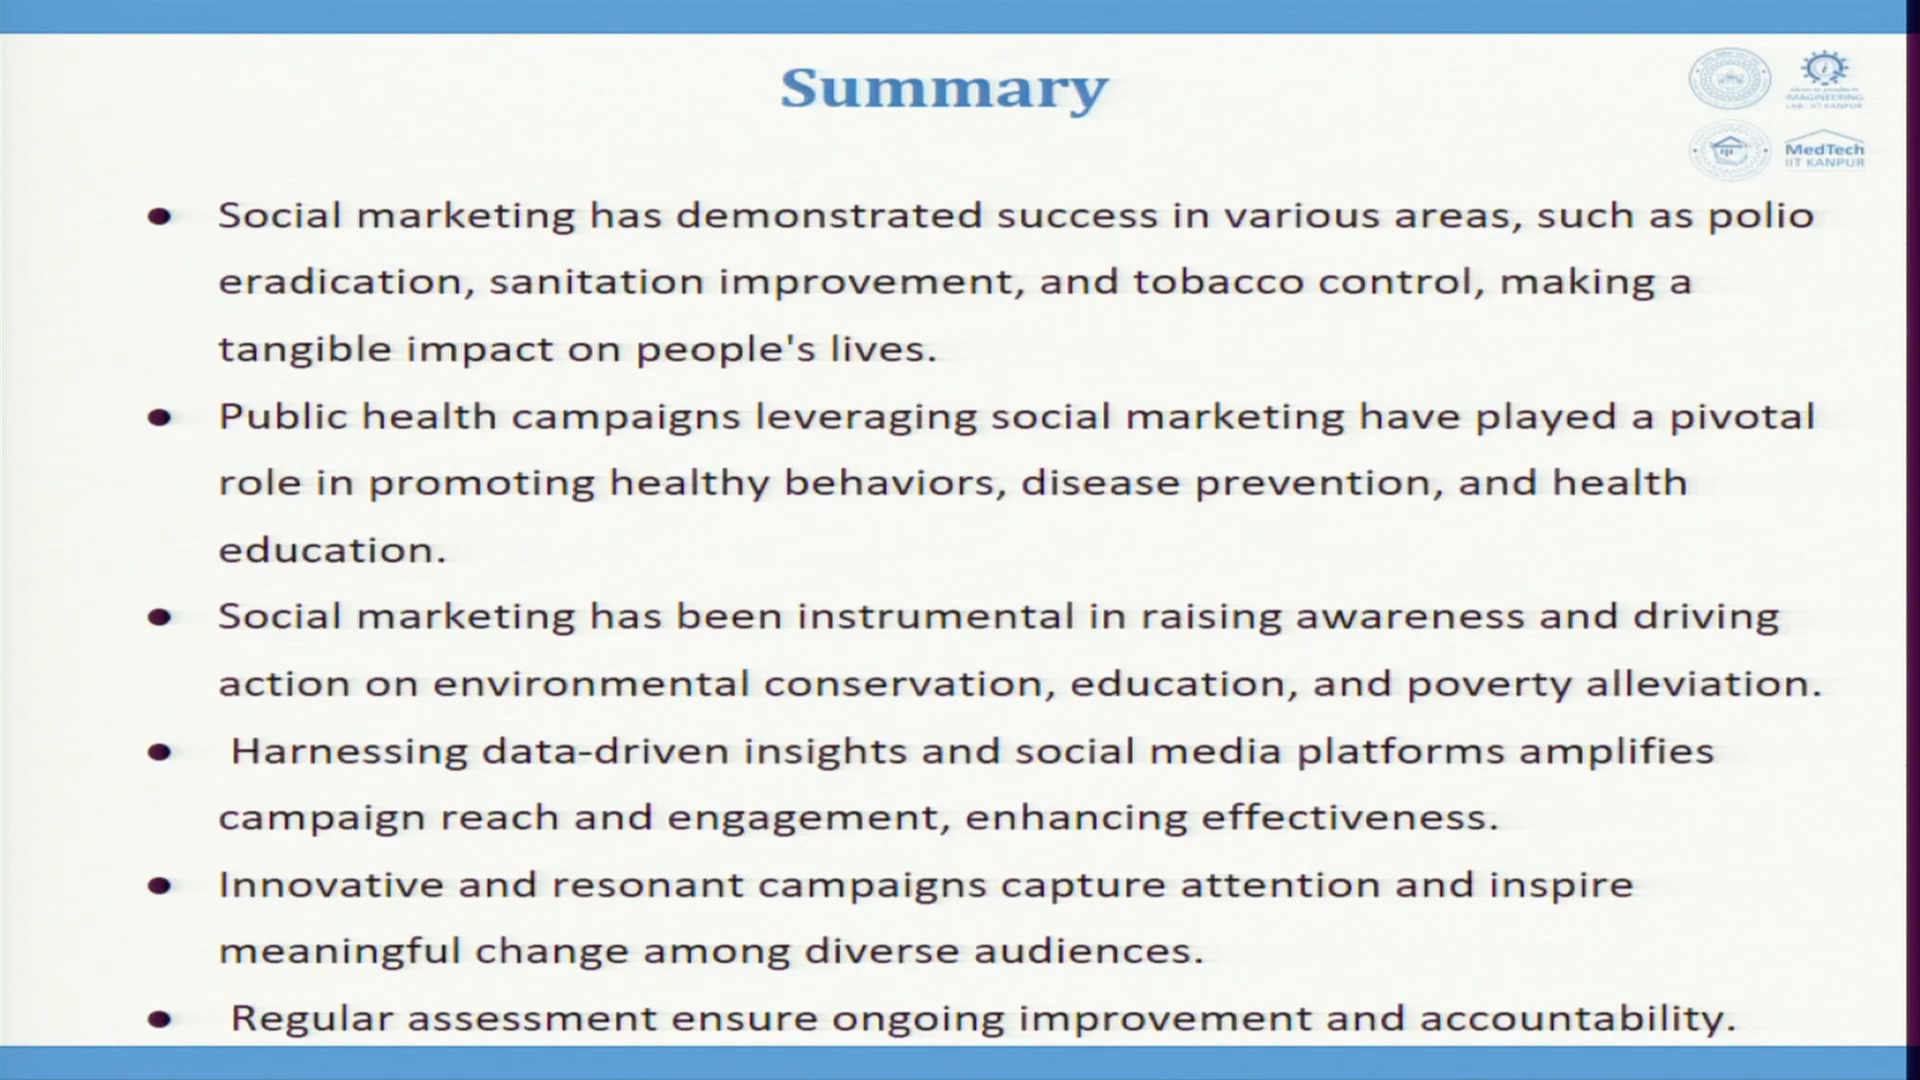 Summary
IMAGINEERING
LAB IIT KANPUR
MedTech
IIT KANPUR
● Social marketing has demonstrated success in various areas, such as polio
eradication, sanitation improvement, and tobacco control, making a
tangible impact on people's lives.
● Public health campaigns leveraging social marketing have played a pivotal
role in promoting healthy behaviors, disease prevention, and health
education.
● Social marketing has been instrumental in raising awareness and driving
action on environmental conservation, education, and poverty alleviation.
● Harnessing data-driven insights and social media platforms amplifies
campaign reach and engagement, enhancing effectiveness.
● Innovative and resonant campaigns capture attention and inspire
meaningful change among diverse audiences.
● Regular assessment ensure ongoing improvement and accountability.